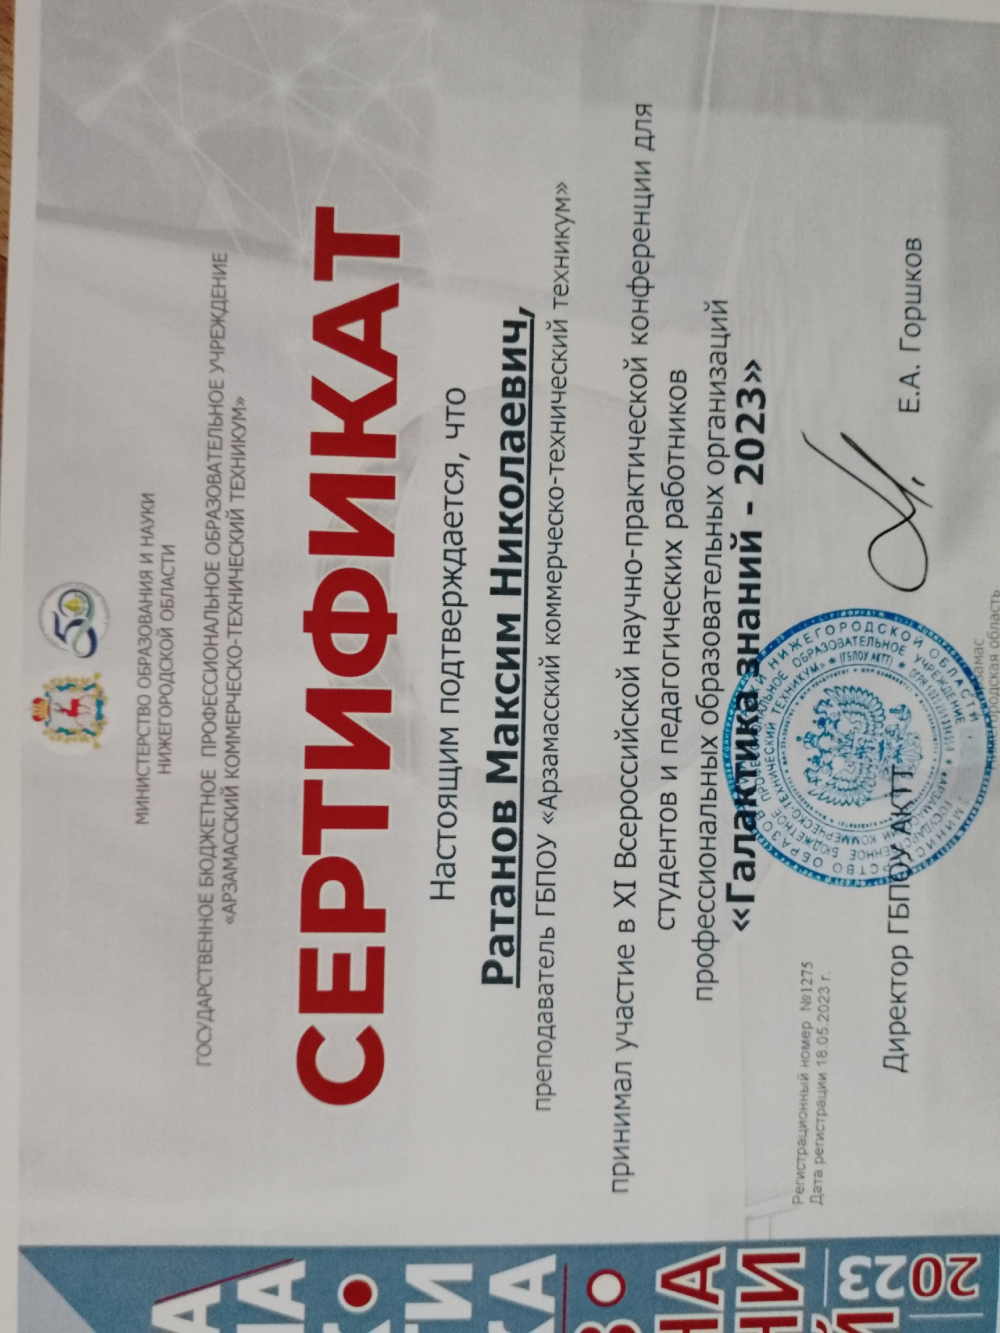 50
МИНИСТЕРСТВО ОБРАЗОВАНИЯ И НАУКИ
НИЖЕГОРОДСКОЙ ОБЛАСТИ
ГОСУДАРСТВЕННОЕ БЮДЖЕТНОЕ ПРОФЕССИОНАЛЬНОЕ ОБРАЗОВАТЕЛЬНОЕ УЧРЕЖДЕНИЕ
«АРЗАМАССКИЙ КОММЕРЧЕСКО-ТЕХНИЧЕСКИЙ ТЕХНИКУМ»
СЕРТИФИКАТ
Настоящим подтверждается, что
Ратанов Максим Николаевич,
преподаватель ГБПОУ «Арзамасский коммерческо-технический техникум»
принимал участие в XI Всероссийской научно-практической конференции для
студентов и педагогических работников
профессиональных образовательных организаций
«Галактика знаний - 2023»
Регистрационный номер №1275
Дата регистрации 18.05.2023 г.
Директор ГБПОУ АКТТ
Е.А. Горшков
2023